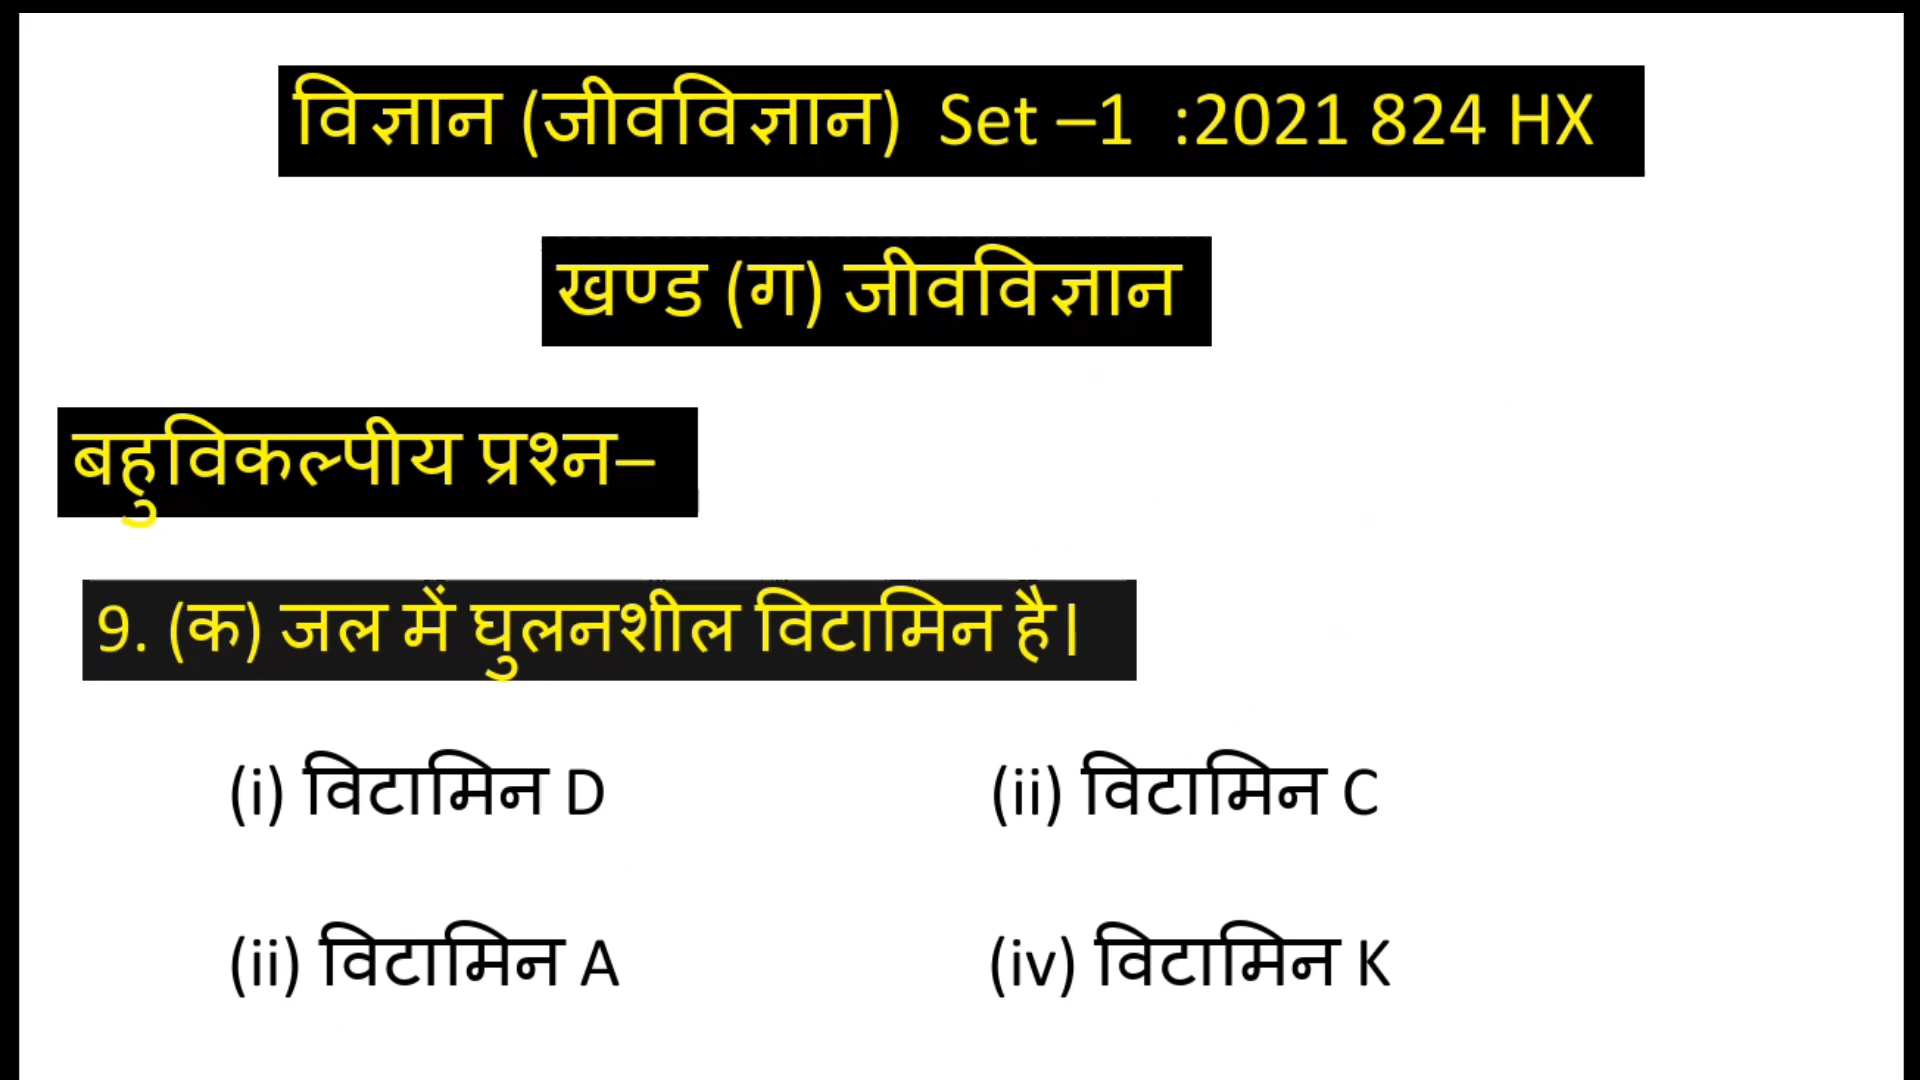 विज्ञान (जीवविज्ञान) Set –1 :2021 824 HX
खण्ड (ग) जीवविज्ञान
बहुविकल्पीय प्रश्न–
9. (क) जल में घुलनशील विटामिन है।
(i) विटामिन D (ii) विटामिन C
(ii) विटामिन A (iv) विटामिन K